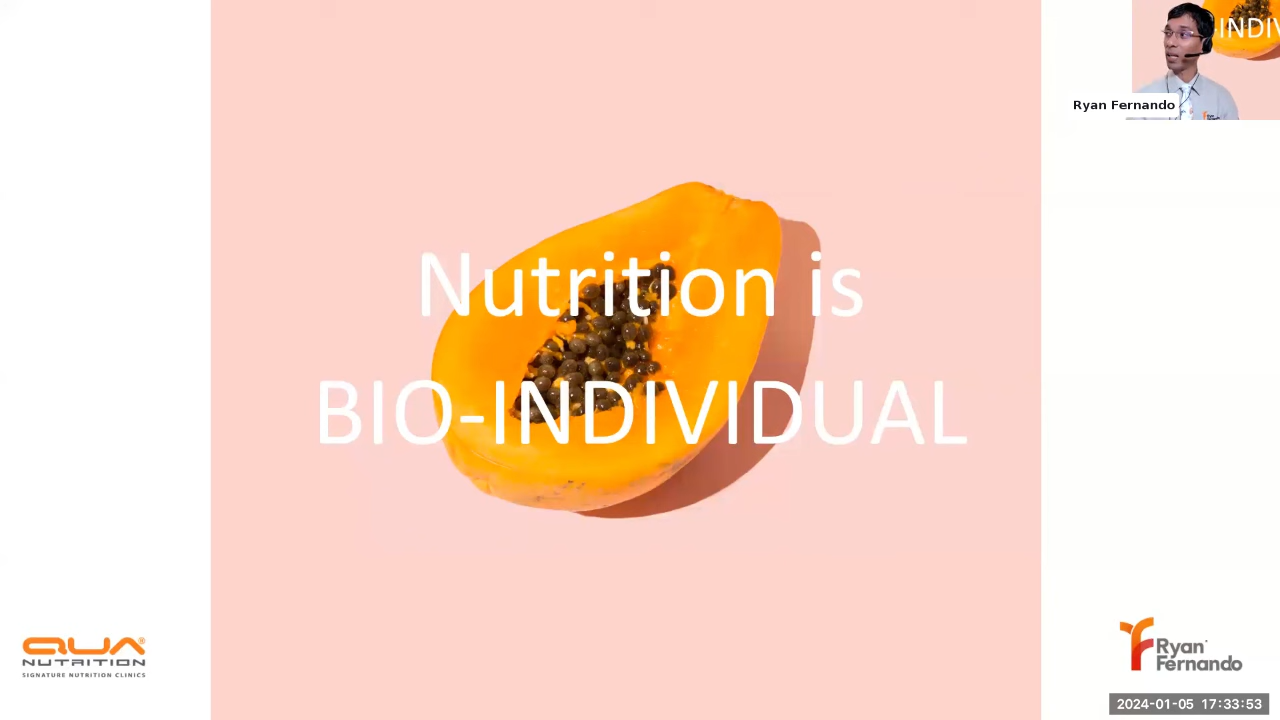 INDIV
Ryan Fernando
Nutrition is
BIO-INDIVIDUAL
QUA®
NUTRITION
SIGNATURE NUTRITION CLINICS
Ryan
Fernando
2024-01-05 17:33:53